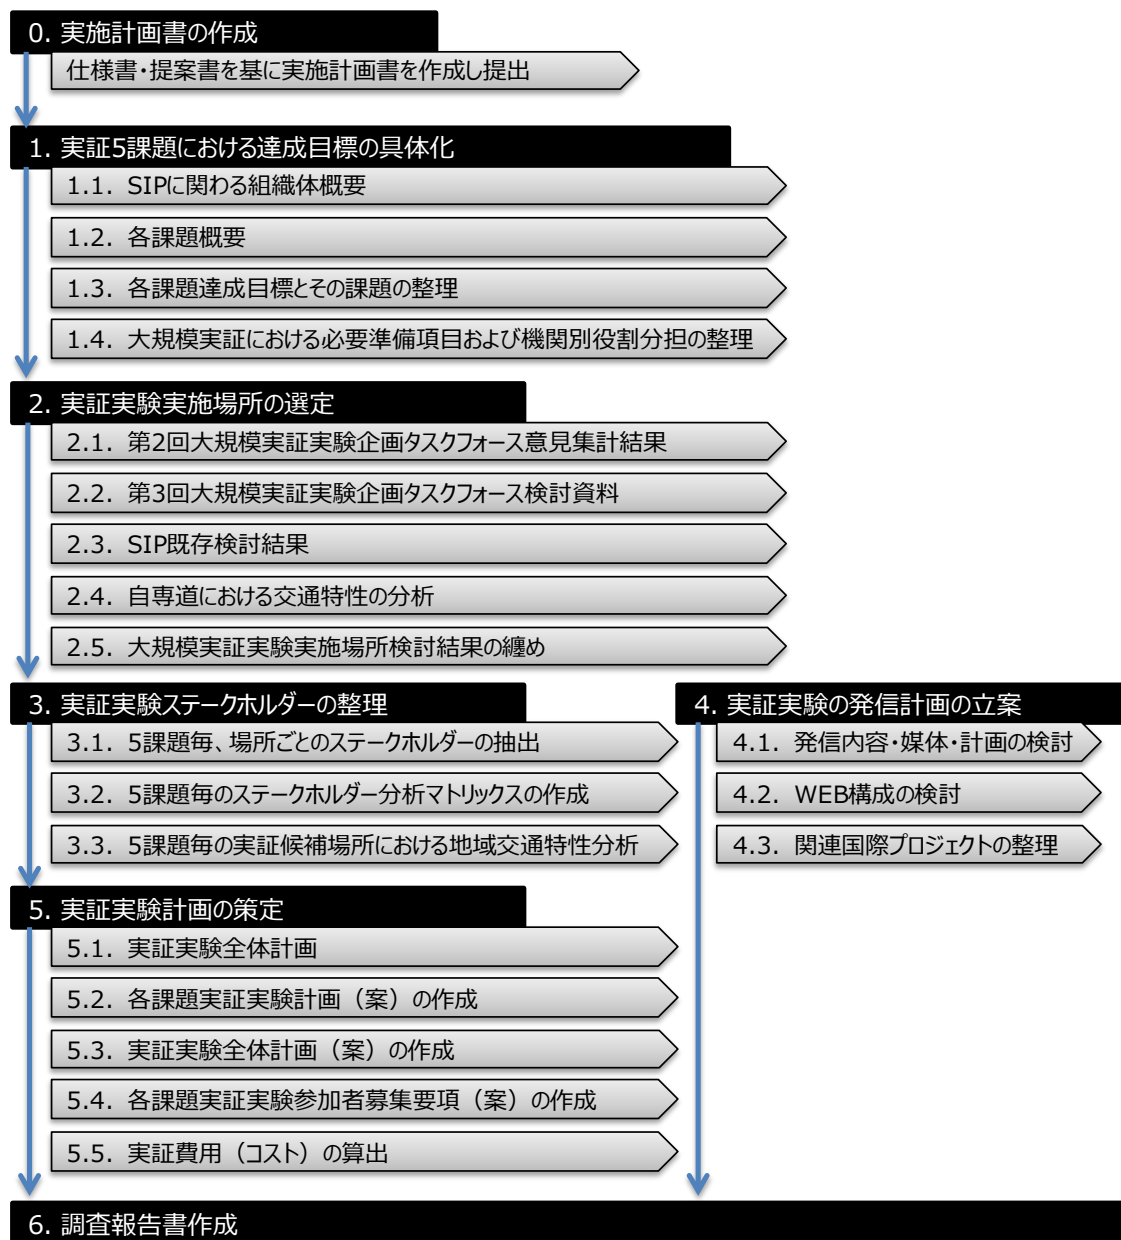 0. 実施計画書の作成
仕様書・提案書を基に実施計画書を作成し提出
1. 実証5課題における達成目標の具体化
1.1. SIPに関わる組織体概要
1.2. 各課題概要
1.3. 各課題達成目標とその課題の整理
1.4. 大規模実証における必要準備項目および機関別役割分担の整理
2. 実証実験実施場所の選定
2.1. 第2回大規模実証実験企画タスクフォース意見集計結果
2.2. 第3回大規模実証実験企画タスクフォース検討資料
2.3. SIP既存検討結果
2.4. 自専道における交通特性の分析
2.5. 大規模実証実験実施場所検討結果の纏め
3. 実証実験ステークホルダーの整理
3.1. 5課題毎、場所ごとのステークホルダーの抽出
3.2. 5課題毎のステークホルダー分析マトリックスの作成
3.3. 5課題毎の実証候補場所における地域交通特性分析
4. 実証実験の発信計画の立案
4.1. 発信内容・媒体・計画の検討
4.2. WEB構成の検討
4.3. 関連国際プロジェクトの整理
5. 実証実験計画の策定
5.1. 実証実験全体計画
5.2. 各課題実証実験計画（案）の作成
5.3. 実証実験全体計画（案）の作成
5.4. 各課題実証実験参加者募集要項（案）の作成
5.5. 実証費用（コスト）の算出
6. 調査報告書作成